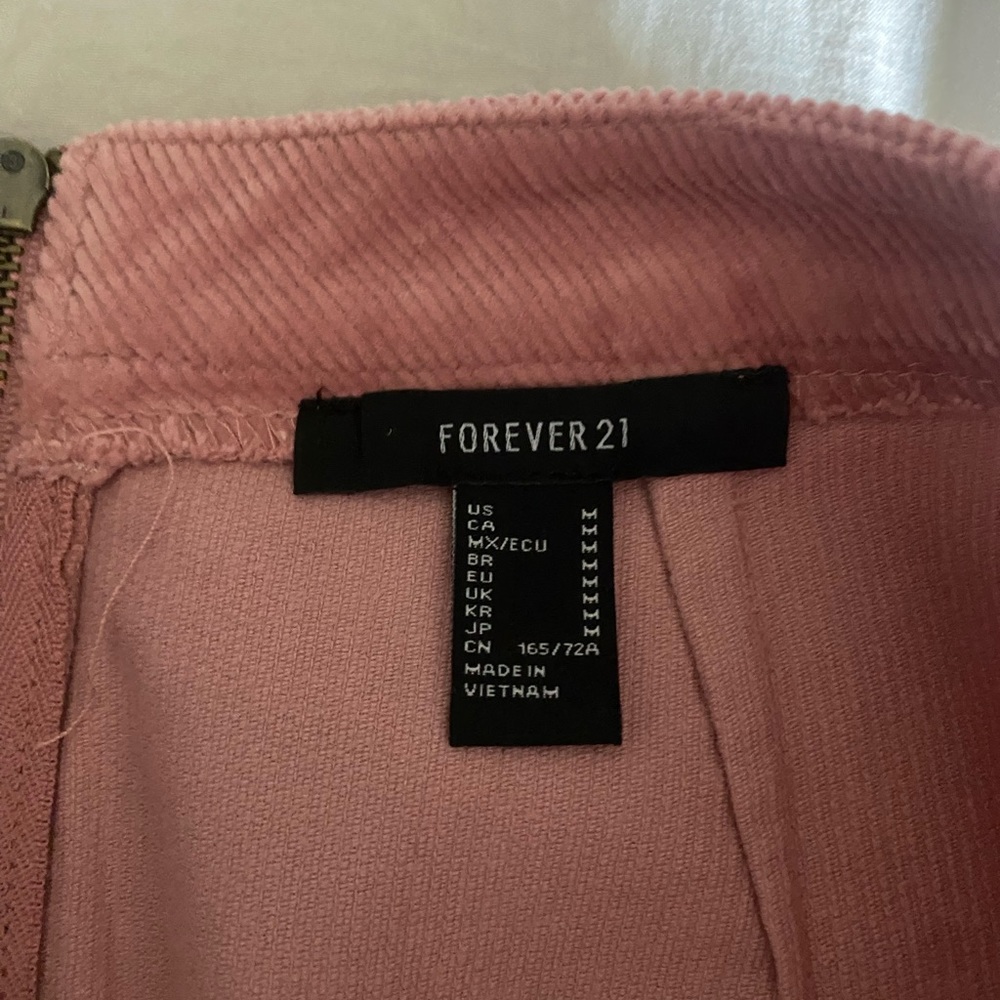 FOREVER 21
US M
CA M
MX/ECU M
BR M
EU M
UK M
KR M
JP M
CN 165/72A
MADE IN
VIETNAM